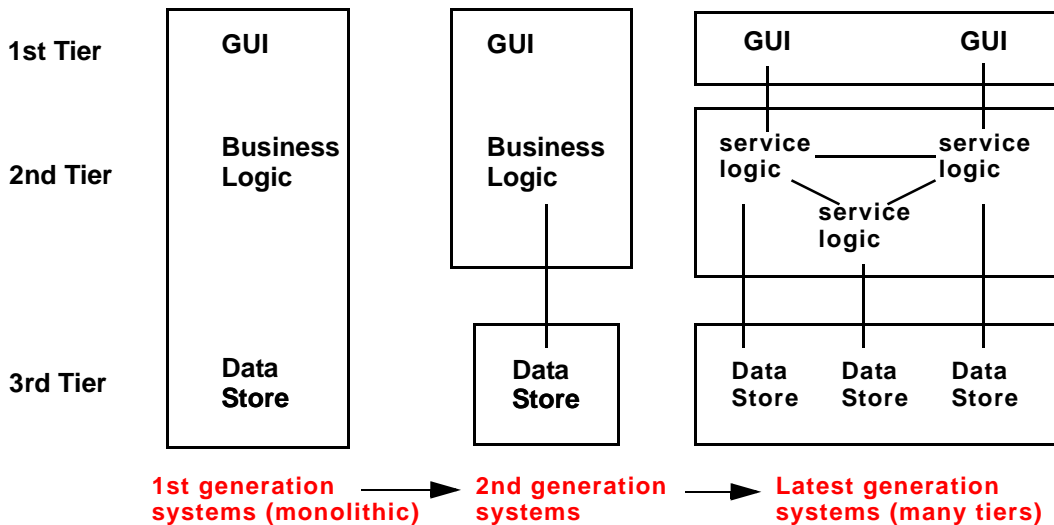 1st Tier
GUI
GUI
GUI
GUI
2nd Tier
Business
Logic
Business
Logic
service
logic
service
logic
service
logic
3rd Tier
Data
Store
Data
Store
Data
Store
Data
Store
Data
Store
1st generation
systems (monolithic)
2nd generation
systems
Latest generation
systems (many tiers)